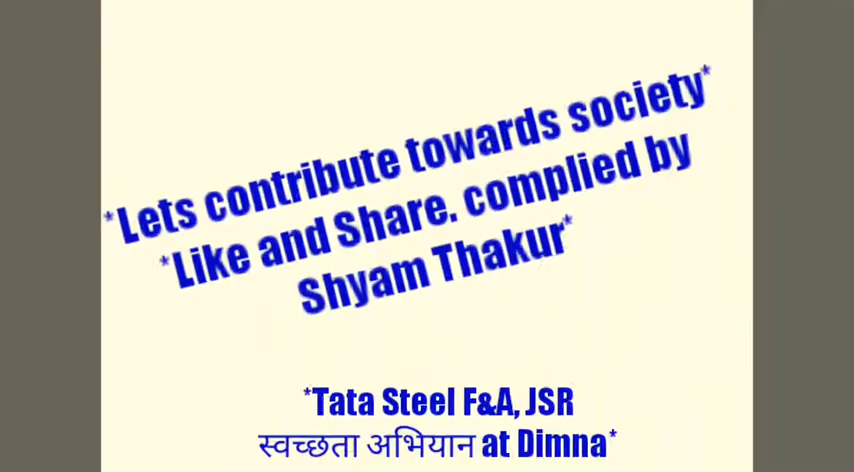 *Lets contribute towards society*
*Like and Share. complied by
Shyam Thakur*
*Tata Steel F&A, JSR
स्वच्छता अभियान at Dimna*